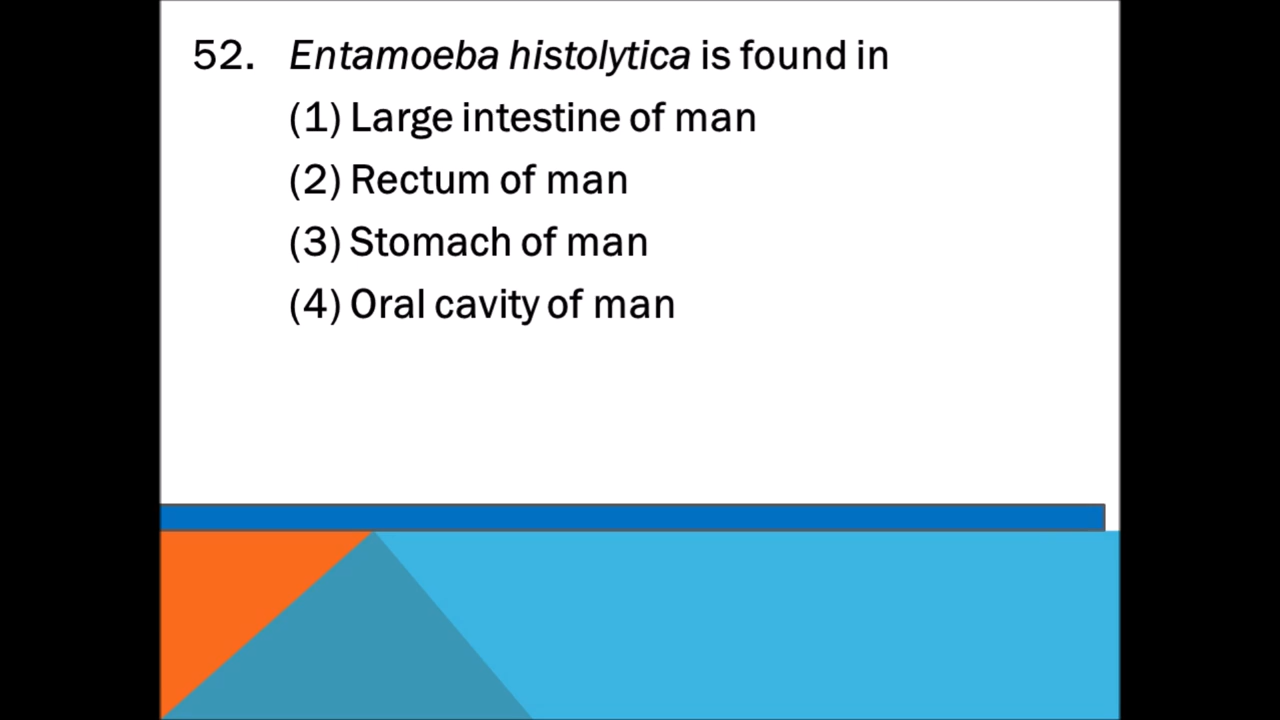 52. Entamoeba histolytica is found in
(1) Large intestine of man
(2) Rectum of man
(3) Stomach of man
(4) Oral cavity of man